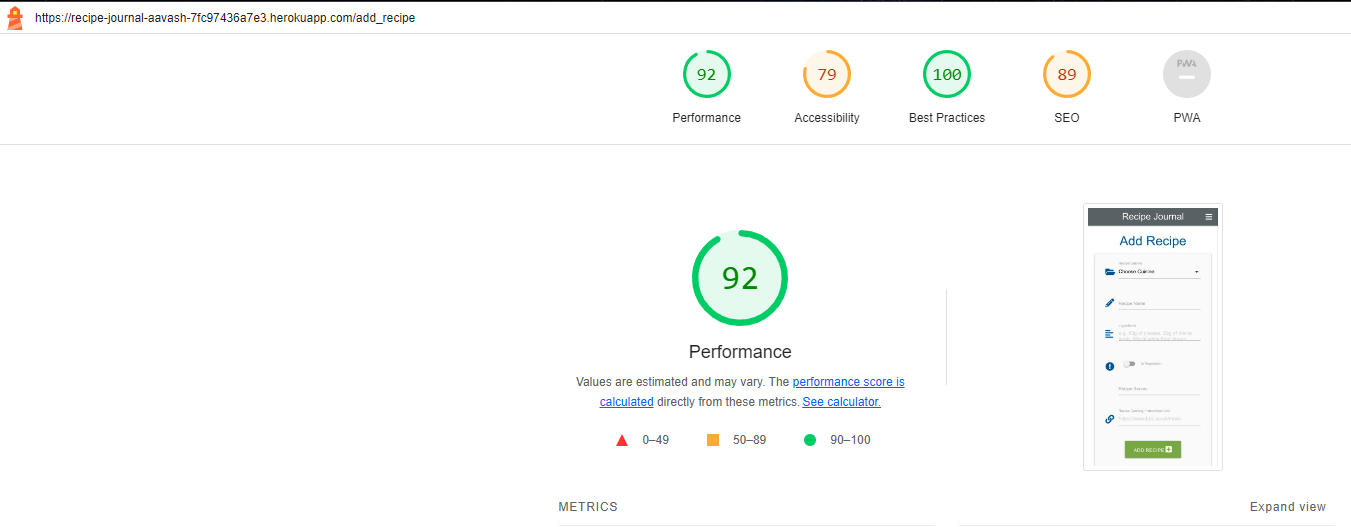 https://recipe-journal-aavash-7fc97436a7e3.herokuapp.com/add_recipe
92
79
100
89
PWA
Performance
Accessibility
Best Practices
SEO
PWA
92
Performance
Values are estimated and may vary. The performance score is
calculated directly from these metrics. See calculator.
0–49
50–89
90–100
Recipe Journal
Add Recipe
Choose Cuisine
Recipe Name
Ingredients
Recipe Serves
ADD RECIPE
METRICS
Expand view